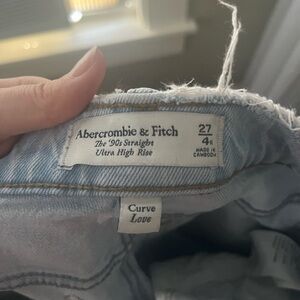 Abercrombie & Fitch
The '90s Straight
Ultra High Rise
27
4R
MADE IN
CAMBODIA
Curve
Love